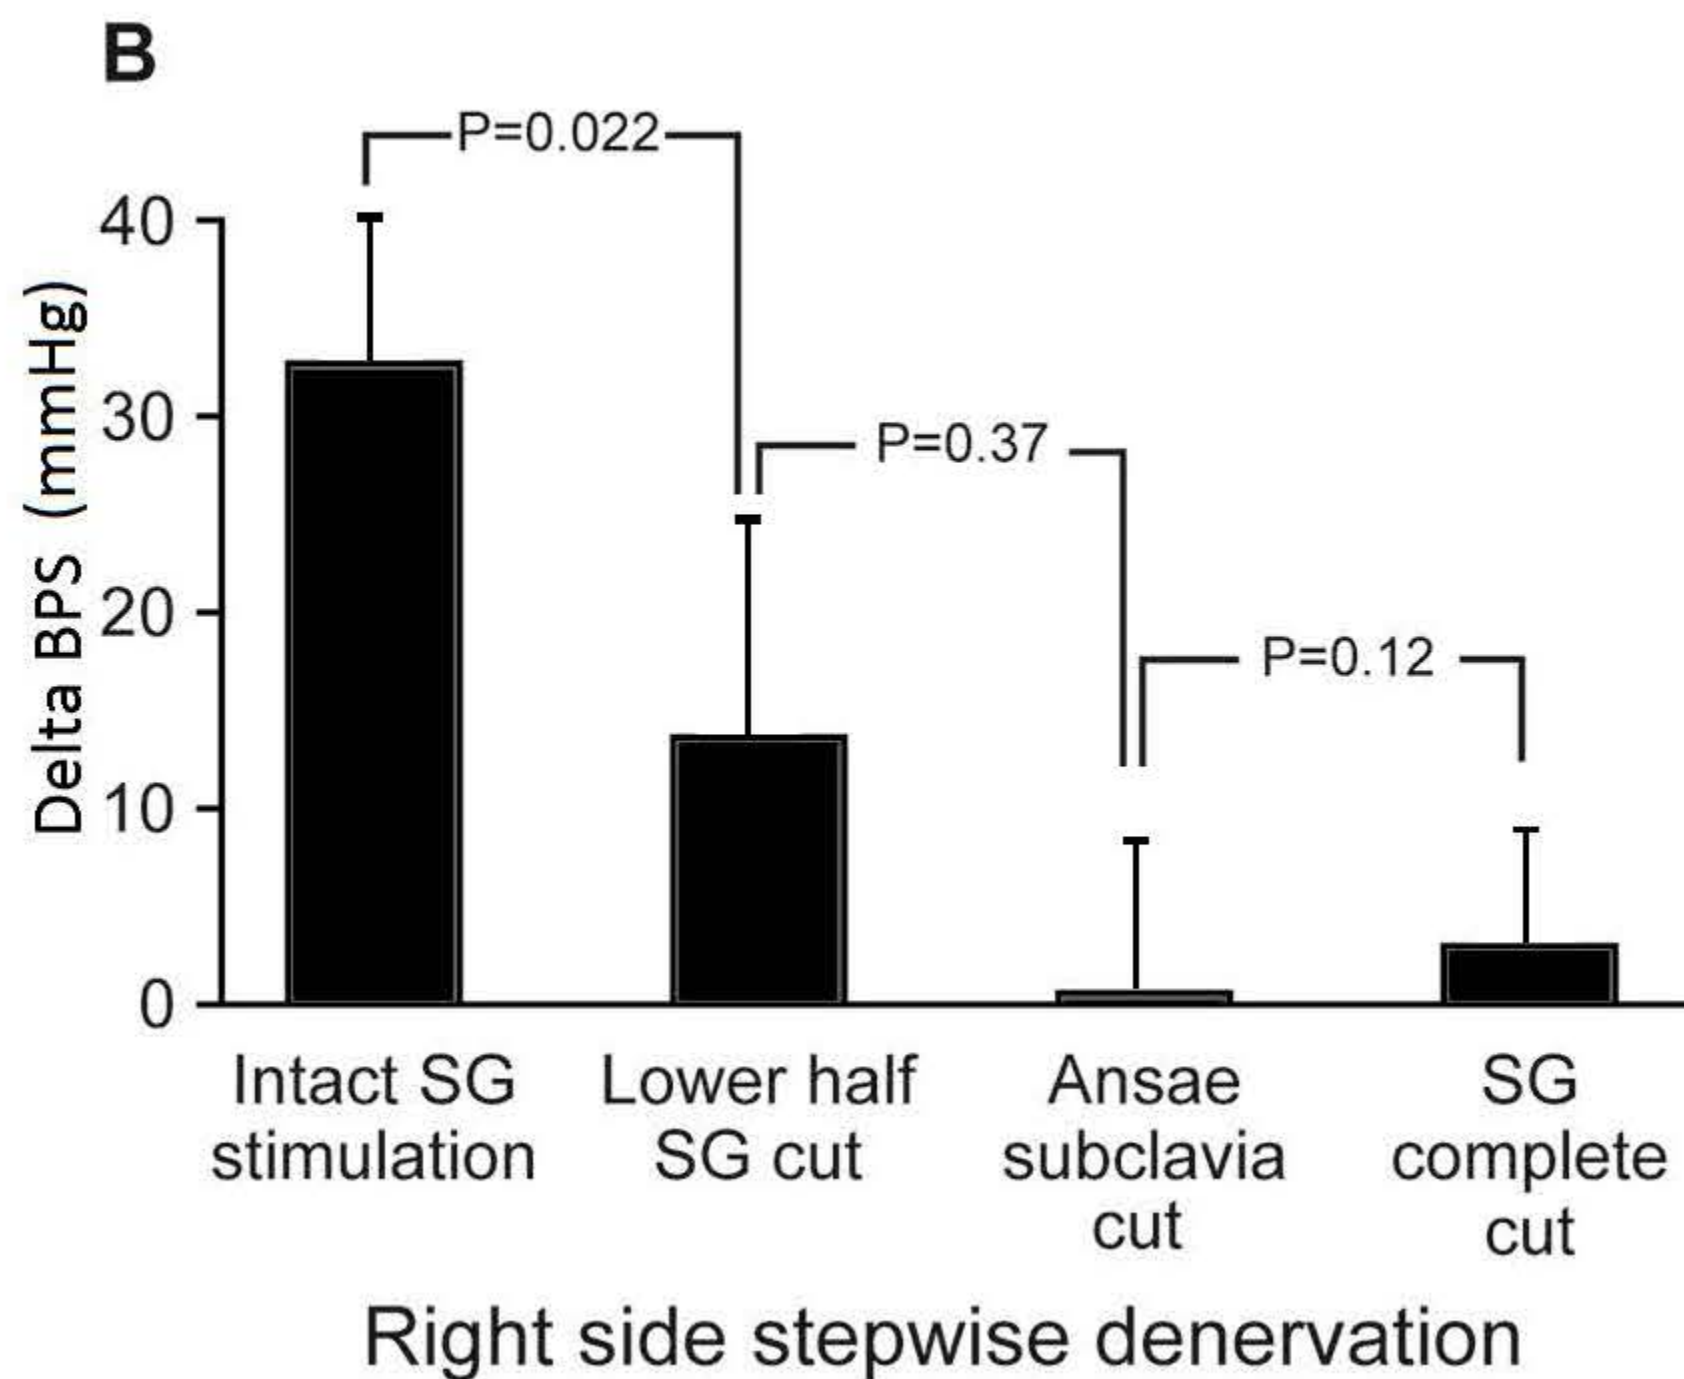 B
P=0.022
40
30
20
10
0
Delta BPS (mmHg)
P=0.37
P=0.12
Intact SG
stimulation
Lower half
SG cut
Ansae
subclavia
cut
SG
complete
cut
Right side stepwise denervation